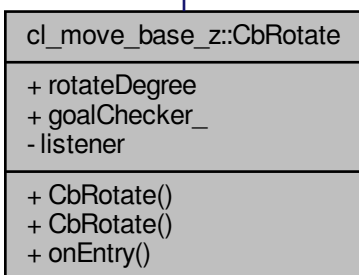 cl_move_base_z::CbRotate
+ rotateDegree
+ goalChecker_
- listener
+ CbRotate()
+ CbRotate()
+ onEntry()